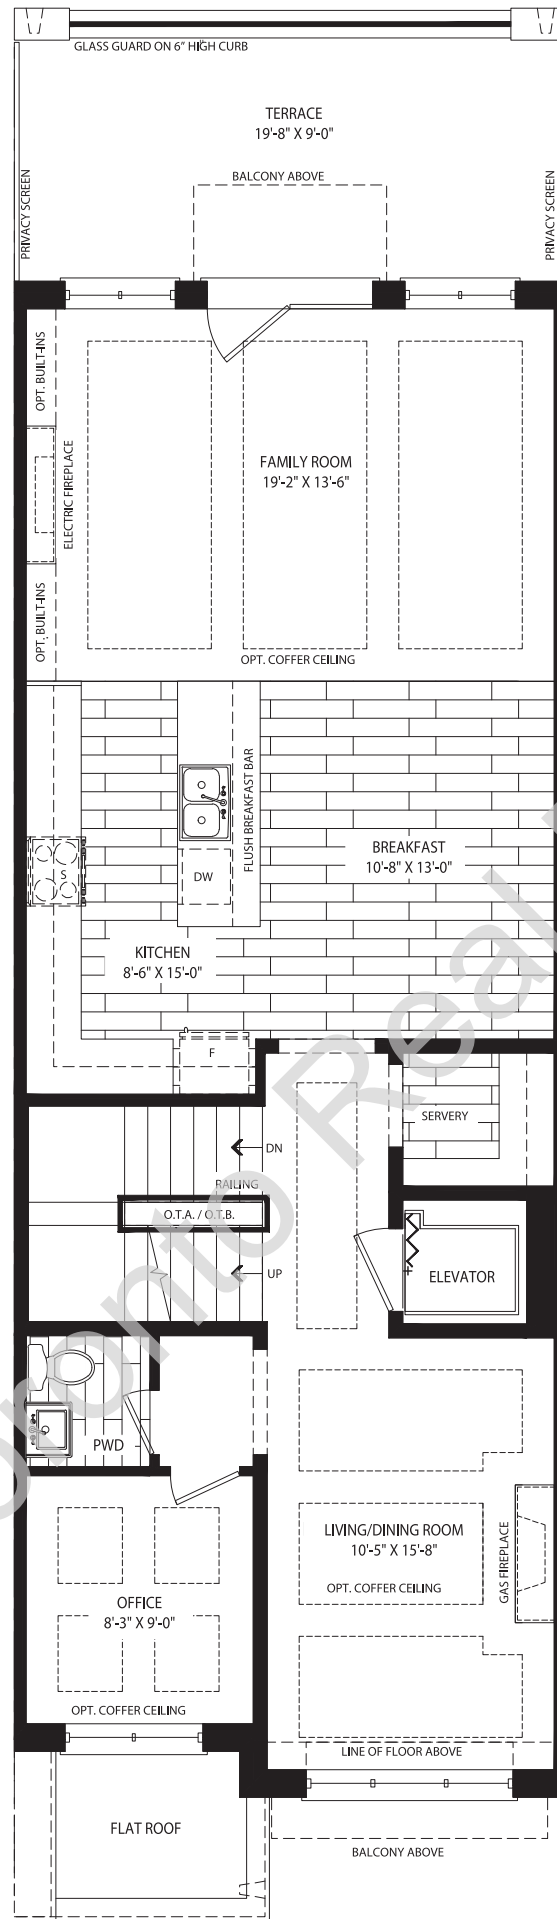 GLASS GUARD ON 6" HIGH CURB
TERRACE
19'-8" X 9'-0"
BALCONY ABOVE
PRIVACY SCREEN
PRIVACY SCREEN
OPT. BUILT-INS
ELECTRIC FIREPLACE
OPT. BUILT-INS
FAMILY ROOM
19'-2" X 13'-6"
OPT. COFFER CEILING
FLUSH BREAKFAST BAR
S
DW
BREAKFAST
10'-8" X 13'-0"
KITCHEN
8'-6" X 15'-0"
F
SERVERY
DN
RAILING
O.T.A. / O.T.B.
UP
ELEVATOR
PWD
LIVING/DINING ROOM
10'-5" X 15'-8"
OPT. COFFER CEILING
GAS FIREPLACE
OFFICE
8'-3" X 9'-0"
OPT. COFFER CEILING
LINE OF FLOOR ABOVE
FLAT ROOF
BALCONY ABOVE
oronto Real